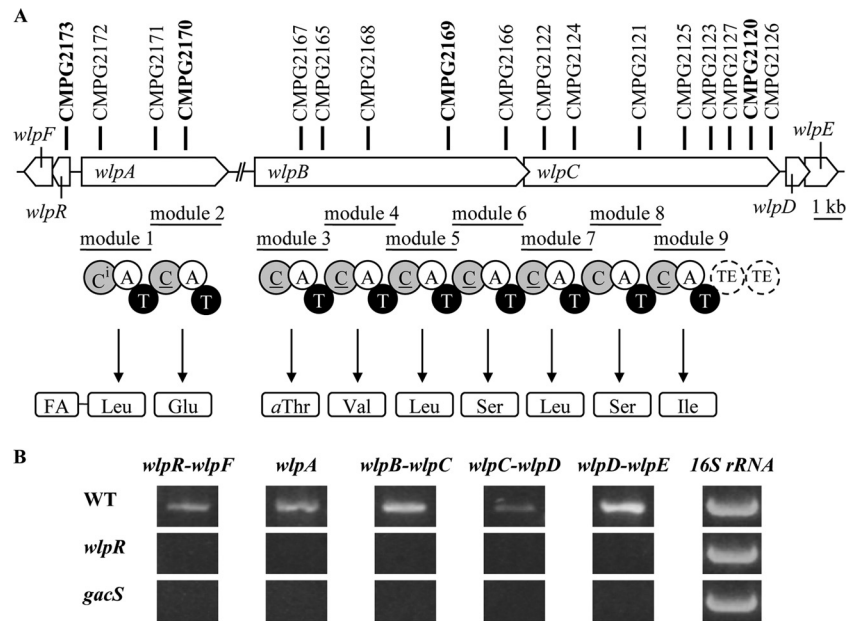 A
CMPG2173 CMPG2172 CMPG2171 CMPG2170 CMPG2167 CMPG2165 CMPG2168 CMPG2169 CMPG2166 CMPG2122 CMPG2124 CMPG2121 CMPG2125 CMPG2123 CMPG2127 CMPG2120 CMPG2126
wlpF wlpE
wlpA wlpB wlpC
wlpR wlpD 1 kb
module 2 module 4 module 6 module 8
module 1 module 3 module 5 module 7 module 9
Ci A C A C A C A C A C A C A C A C A TE TE
T T T T T T T T T
FA Leu Glu aThr Val Leu Ser Leu Ser Ile
B
wlpR-wlpF wlpA wlpB-wlpC wlpC-wlpD wlpD-wlpE 16S rRNA
WT
wlpR
gacS